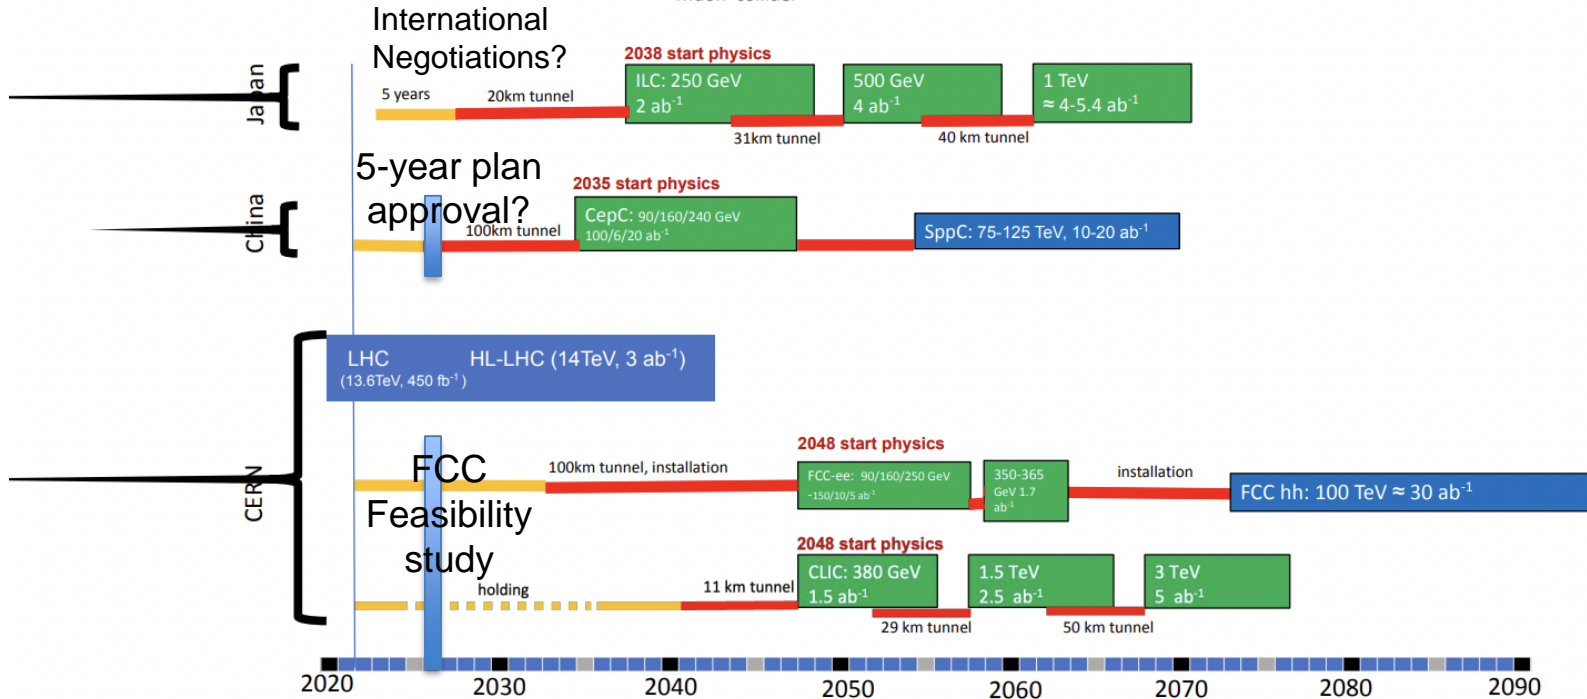 International
Negotiations?
Japan
5 years
20km tunnel
2038 start physics
ILC: 250 GeV
2 ab⁻¹
31km tunnel
500 GeV
4 ab⁻¹
40 km tunnel
1 TeV
≈ 4-5.4 ab⁻¹
China
5-year plan
approval?
100km tunnel
2035 start physics
CepC: 90/160/240 GeV
100/6/20 ab⁻¹
SppC: 75-125 TeV, 10-20 ab⁻¹
CERN
LHC
(13.6TeV, 450 fb⁻¹)
HL-LHC (14TeV, 3 ab⁻¹)
FCC
Feasibility
study
100km tunnel, installation
2048 start physics
FCC-ee: 90/160/250 GeV
~150/10/5 ab⁻¹
350-365
GeV 1.7
ab⁻¹
installation
FCC hh: 100 TeV ≈ 30 ab⁻¹
holding
11 km tunnel
2048 start physics
CLIC: 380 GeV
1.5 ab⁻¹
29 km tunnel
1.5 TeV
2.5 ab⁻¹
50 km tunnel
3 TeV
5 ab⁻¹
2020 2030 2040 2050 2060 2070 2080 2090